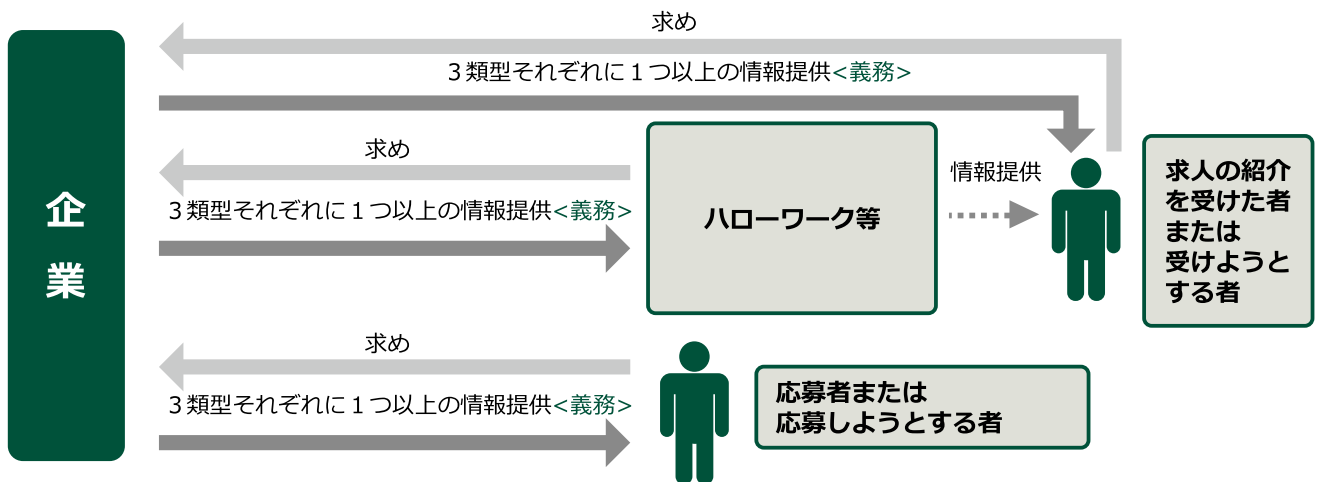 求め
３類型それぞれに１つ以上の情報提供<義務>
企
業
求め
３類型それぞれに１つ以上の情報提供<義務>
ハローワーク等
情報提供
求人の紹介
を受けた者
または
受けようと
する者
求め
３類型それぞれに１つ以上の情報提供<義務>
応募者または
応募しようとする者